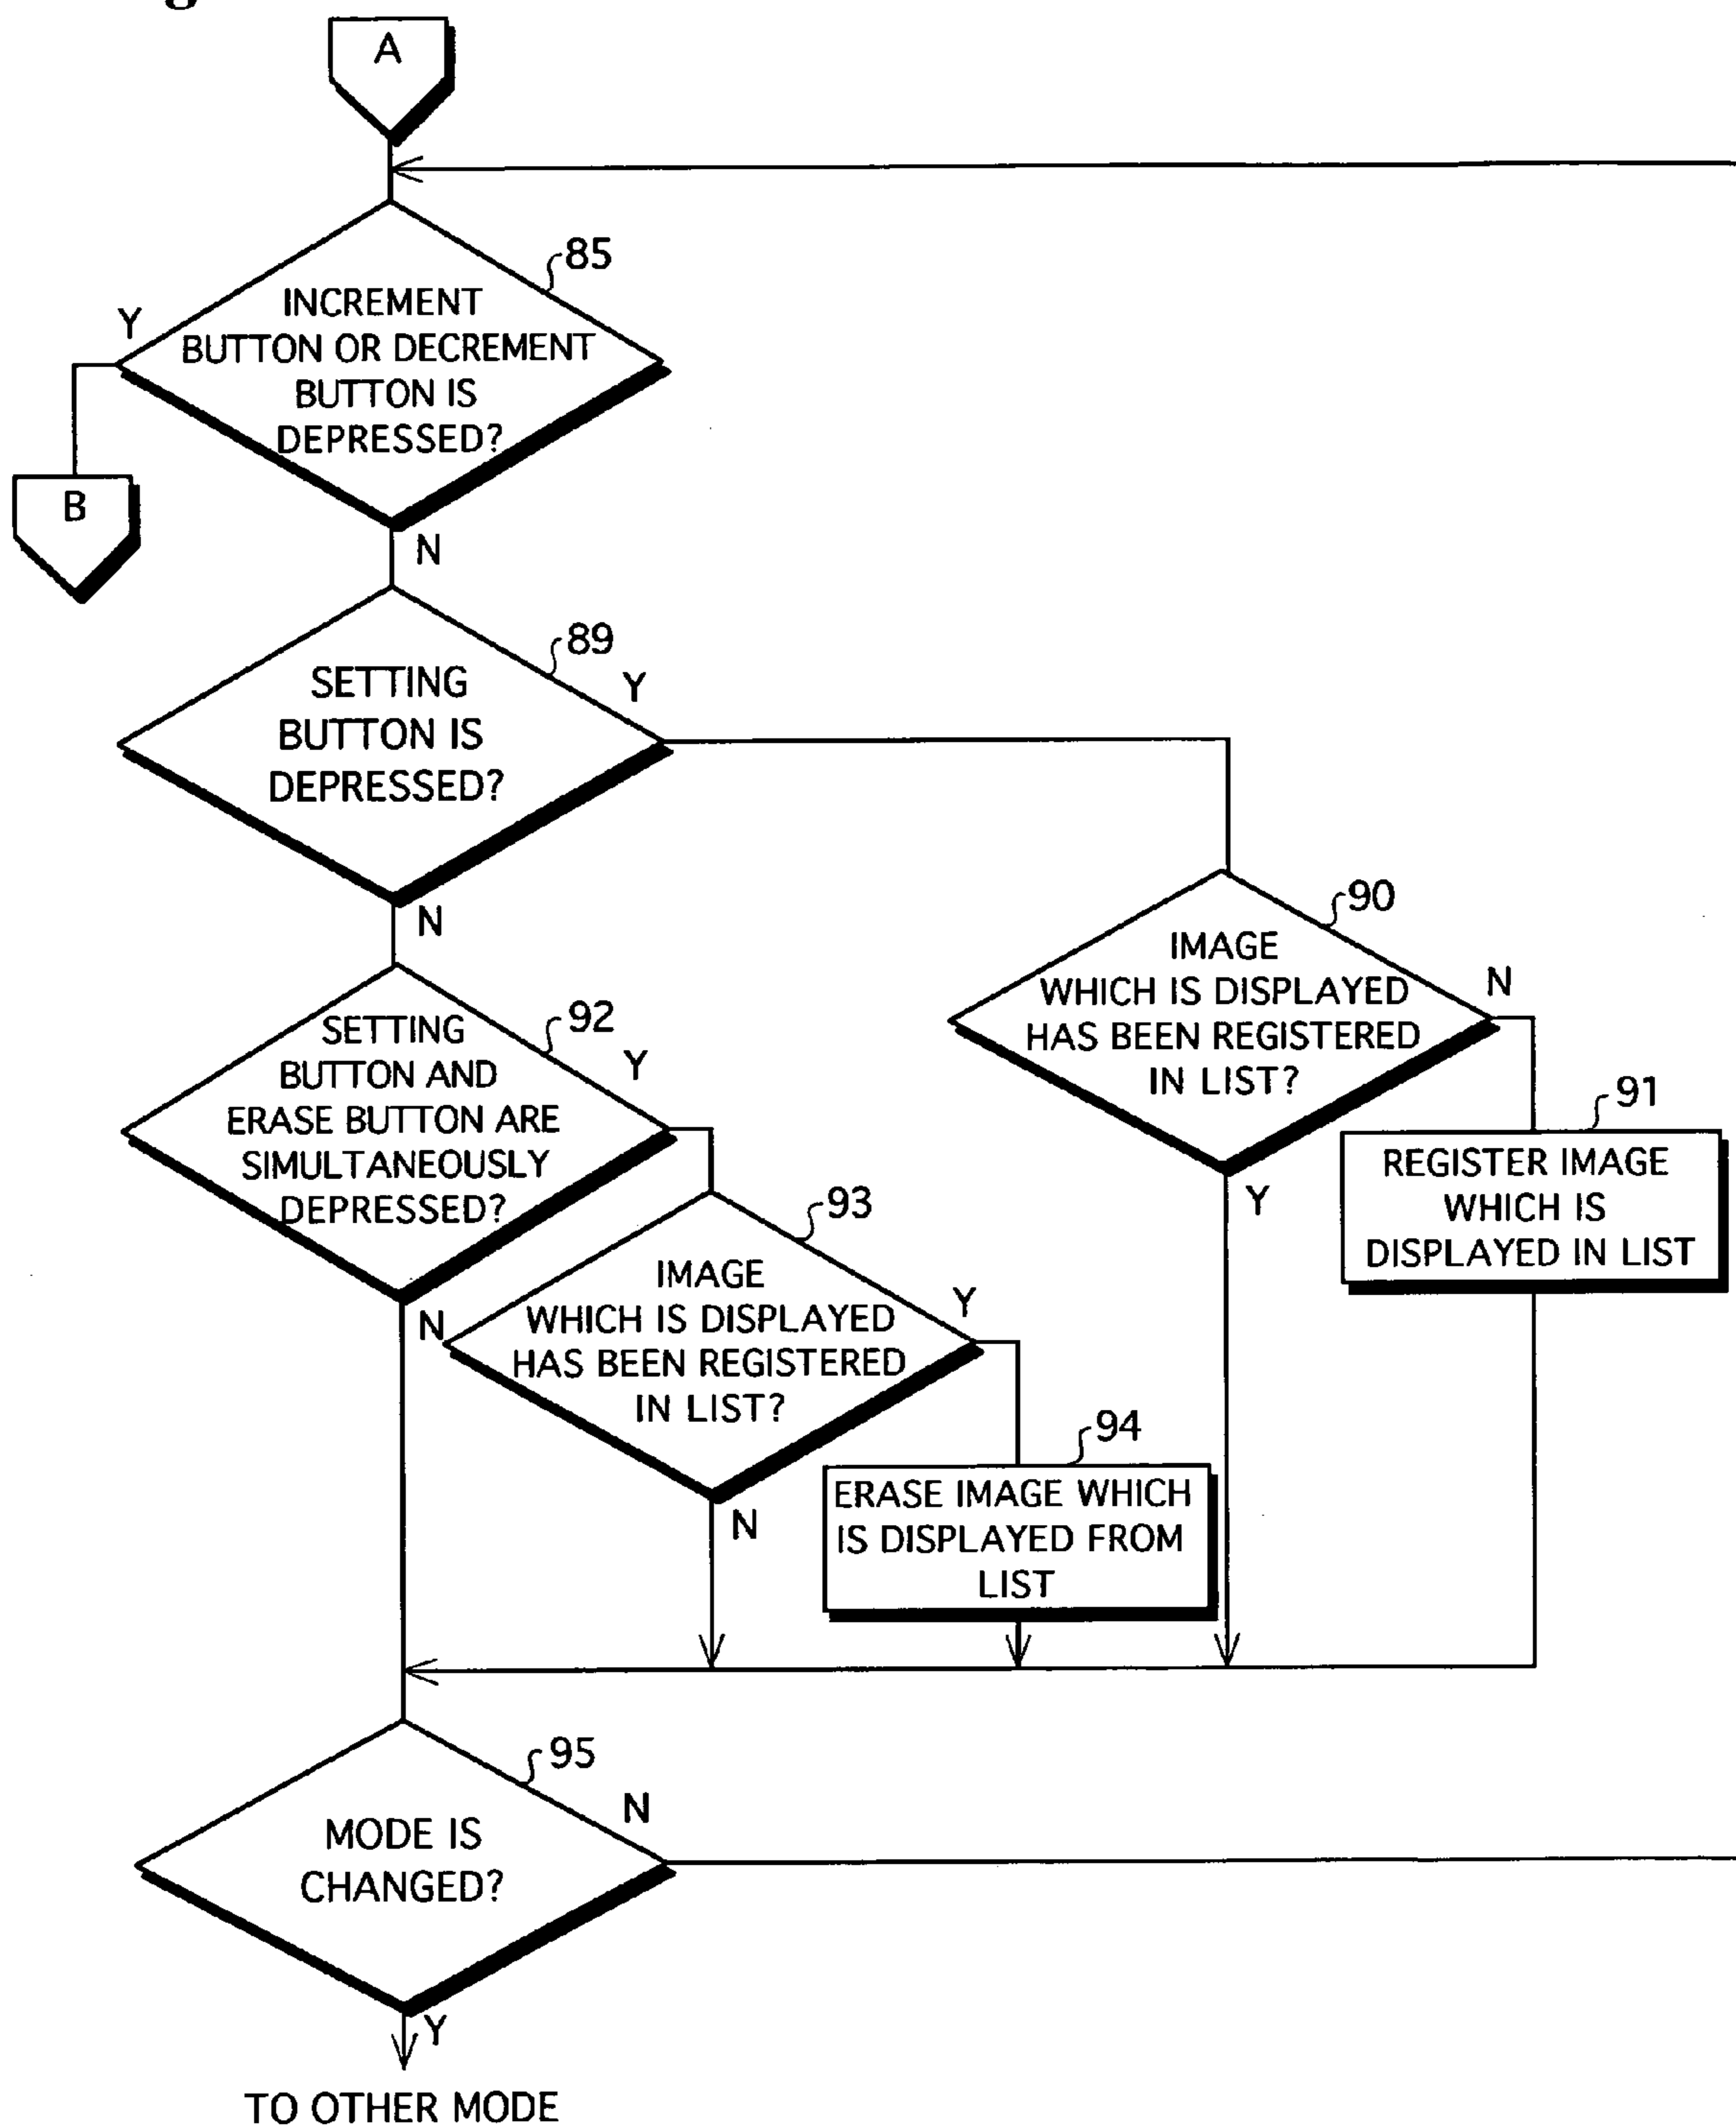 A
85
INCREMENT
BUTTON OR DECREMENT
BUTTON IS
DEPRESSED?
Y
B
N
89
SETTING
BUTTON IS
DEPRESSED?
Y
N
90
IMAGE
WHICH IS DISPLAYED
HAS BEEN REGISTERED
IN LIST?
N
Y
91
REGISTER IMAGE
WHICH IS
DISPLAYED IN LIST
92
SETTING
BUTTON AND
ERASE BUTTON ARE
SIMULTANEOUSLY
DEPRESSED?
Y
N
93
IMAGE
WHICH IS DISPLAYED
HAS BEEN REGISTERED
IN LIST?
Y
N
94
ERASE IMAGE WHICH
IS DISPLAYED FROM
LIST
95
MODE IS
CHANGED?
N
Y
TO OTHER MODE